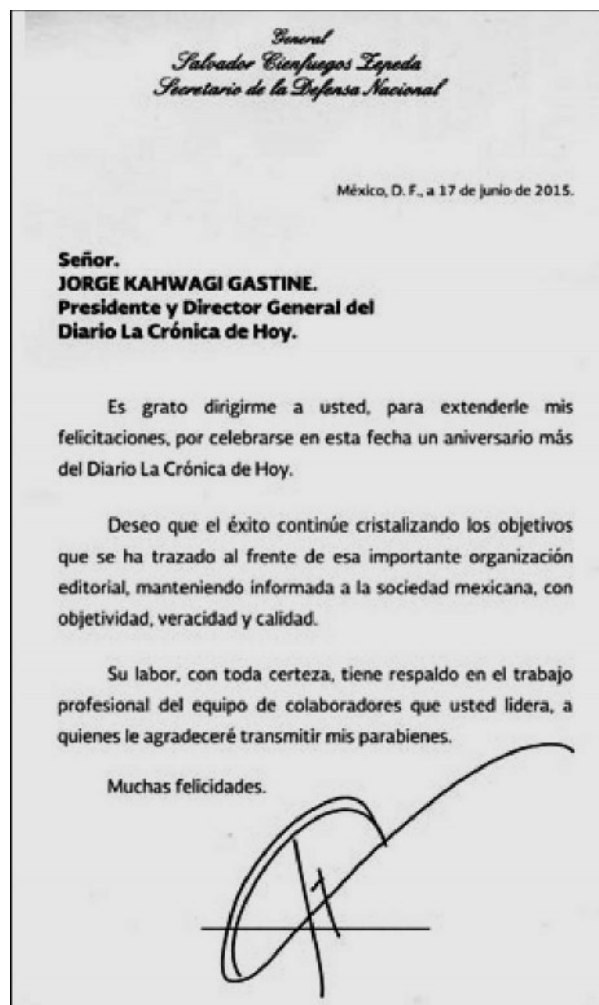 General
Salvador Cienfuegos Zepeda
Secretario de la Defensa Nacional
México, D. F., a 17 de junio de 2015.
Señor.
JORGE KAHWAGI GASTINE.
Presidente y Director General del
Diario La Crónica de Hoy.
Es grato dirigirme a usted, para extenderle mis
felicitaciones, por celebrarse en esta fecha un aniversario más
del Diario La Crónica de Hoy.
Deseo que el éxito continúe cristalizando los objetivos
que se ha trazado al frente de esa importante organización
editorial, manteniendo informada a la sociedad mexicana, con
objetividad, veracidad y calidad.
Su labor, con toda certeza, tiene respaldo en el trabajo
profesional del equipo de colaboradores que usted lidera, a
quienes le agradeceré transmitir mis parabienes.
Muchas felicidades.